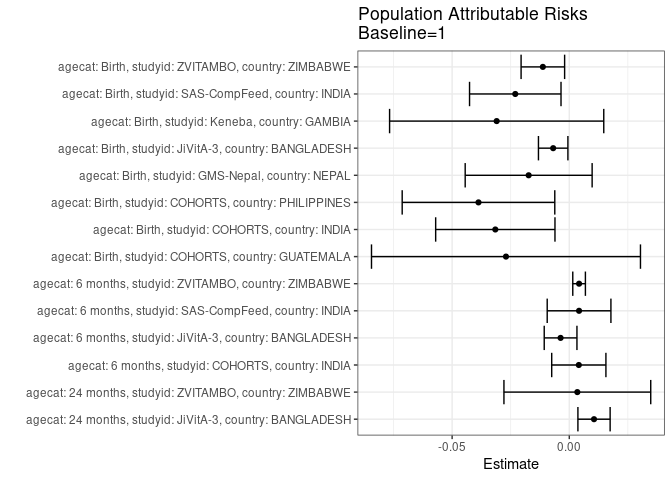 Population Attributable Risks
Baseline=1
agecat: Birth, studyid: ZVITAMBO, country: ZIMBABWE
agecat: Birth, studyid: SAS-CompFeed, country: INDIA
agecat: Birth, studyid: Keneba, country: GAMBIA
agecat: Birth, studyid: JiVitA-3, country: BANGLADESH
agecat: Birth, studyid: GMS-Nepal, country: NEPAL
agecat: Birth, studyid: COHORTS, country: PHILIPPINES
agecat: Birth, studyid: COHORTS, country: INDIA
agecat: Birth, studyid: COHORTS, country: GUATEMALA
agecat: 6 months, studyid: ZVITAMBO, country: ZIMBABWE
agecat: 6 months, studyid: SAS-CompFeed, country: INDIA
agecat: 6 months, studyid: JiVitA-3, country: BANGLADESH
agecat: 6 months, studyid: COHORTS, country: INDIA
agecat: 24 months, studyid: ZVITAMBO, country: ZIMBABWE
agecat: 24 months, studyid: JiVitA-3, country: BANGLADESH
-0.05 0.00
Estimate